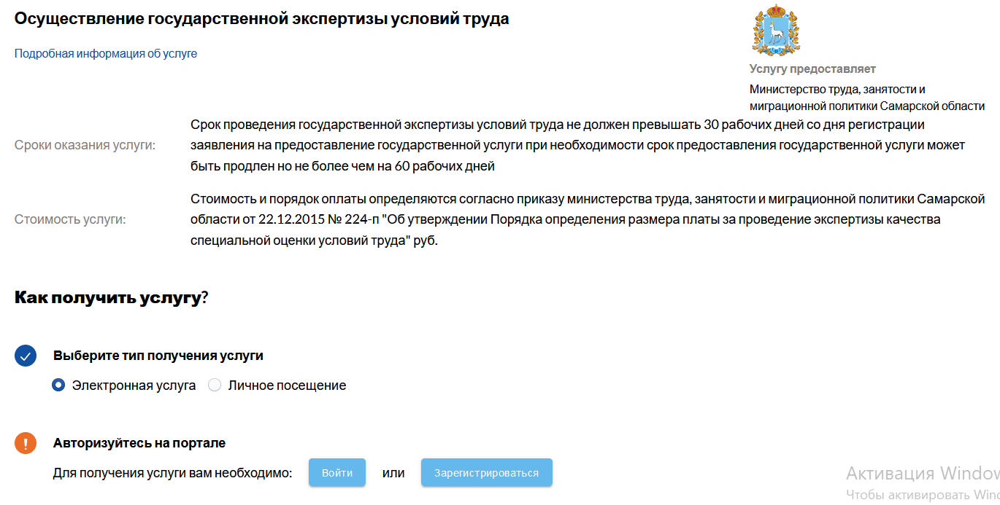 Осуществление государственной экспертизы условий труда
Подробная информация об услуге
Услугу предоставляет
Министерство труда, занятости и
миграционной политики Самарской области
Сроки оказания услуги:
Срок проведения государственной экспертизы условий труда не должен превышать 30 рабочих дней со дня регистрации
заявления на предоставление государственной услуги при необходимости срок предоставления государственной услуги может
быть продлен но не более чем на 60 рабочих дней
Стоимость услуги:
Стоимость и порядок оплаты определяются согласно приказу министерства труда, занятости и миграционной политики Самарской
области от 22.12.2015 № 224-п "Об утверждении Порядка определения размера платы за проведение экспертизы качества
специальной оценки условий труда" руб.
Как получить услугу?
Выберите тип получения услуги
Электронная услуга Личное посещение
Авторизуйтесь на портале
Для получения услуги вам необходимо: Войти или Зарегистрироваться
Активация Window
Чтобы активировать Wind